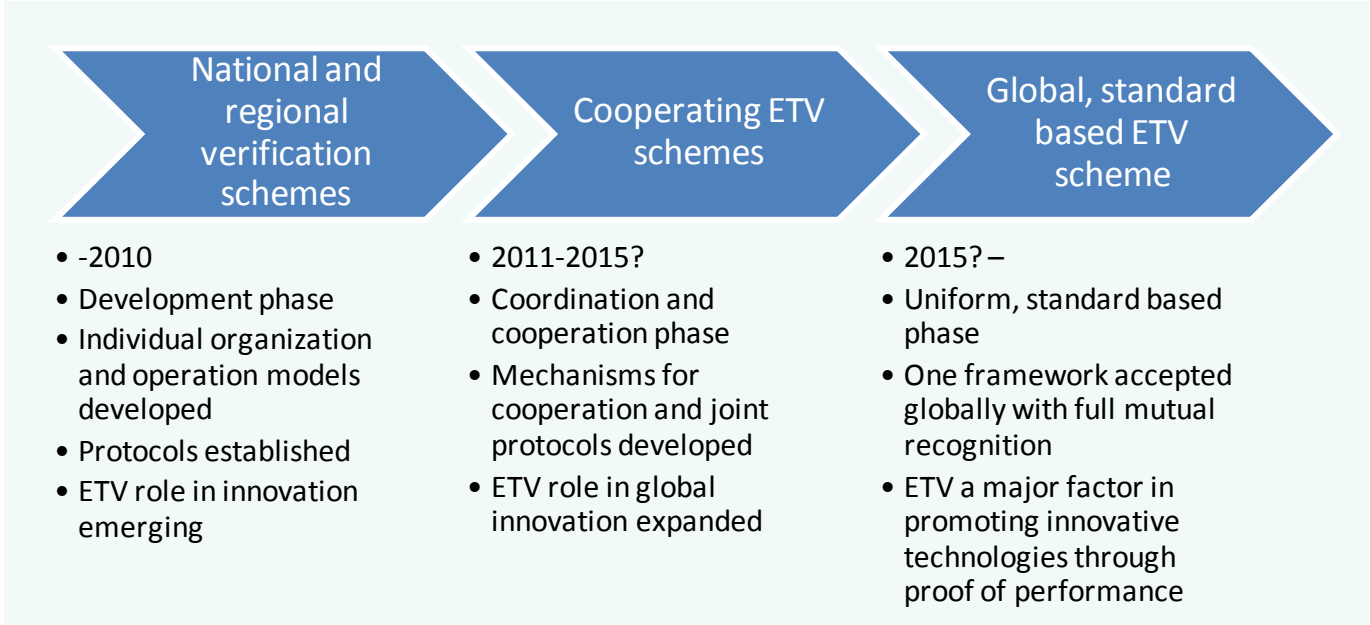 National and
regional
verification
schemes
Cooperating ETV
schemes
Global, standard
based ETV
scheme
• -2010
• Development phase
• Individual organization
and operation models
developed
• Protocols established
• ETV role in innovation
emerging
• 2011-2015?
• Coordination and
cooperation phase
• Mechanisms for
cooperation and joint
protocols developed
• ETV role in global
innovation expanded
• 2015? –
• Uniform, standard based
phase
• One framework accepted
globally with full mutual
recognition
• ETV a major factor in
promoting innovative
technologies through
proof of performance